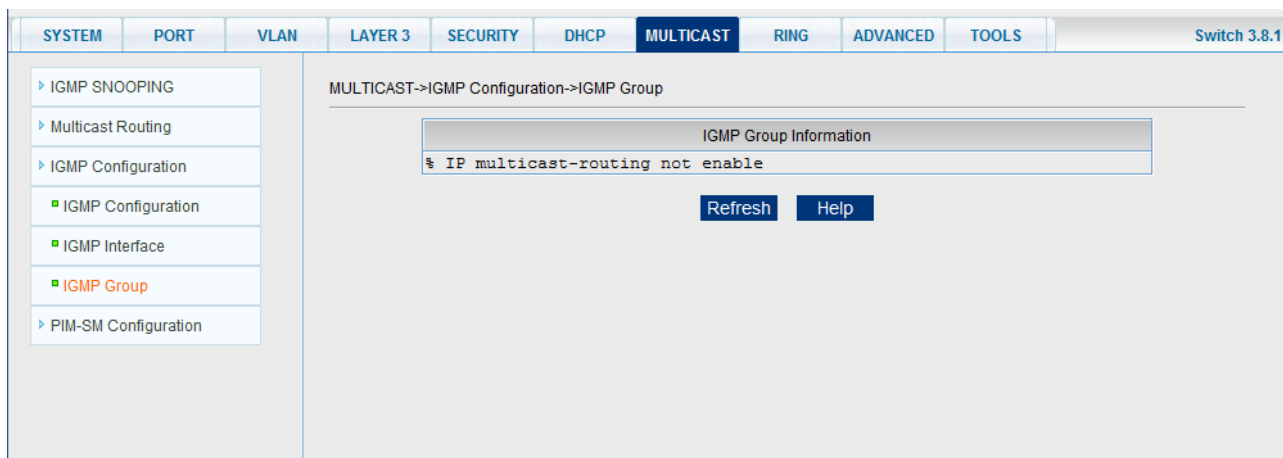 SYSTEM PORT VLAN LAYER 3 SECURITY DHCP MULTICAST RING ADVANCED TOOLS Switch 3.8.1
IGMP SNOOPING
Multicast Routing
IGMP Configuration
IGMP Configuration
IGMP Interface
IGMP Group
PIM-SM Configuration
MULTICAST->IGMP Configuration->IGMP Group
IGMP Group Information
% IP multicast-routing not enable
Refresh Help